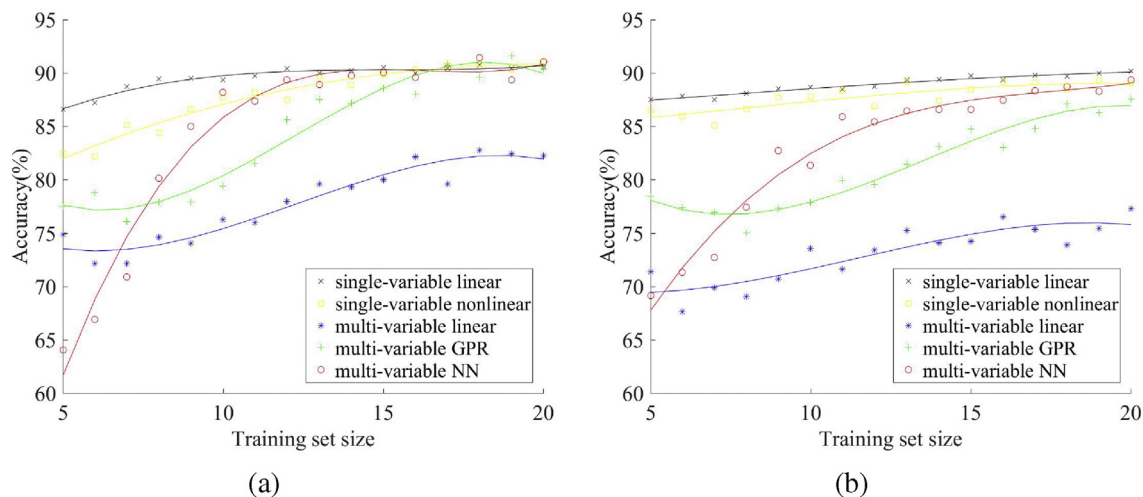 95
90
85
80
75
70
65
60
Accuracy(%)
single-variable linear
single-variable nonlinear
multi-variable linear
multi-variable GPR
multi-variable NN
5
10
15
20
Training set size
(a)
95
90
85
80
75
70
65
60
Accuracy(%)
single-variable linear
single-variable nonlinear
multi-variable linear
multi-variable GPR
multi-variable NN
5
10
15
20
Training set size
(b)